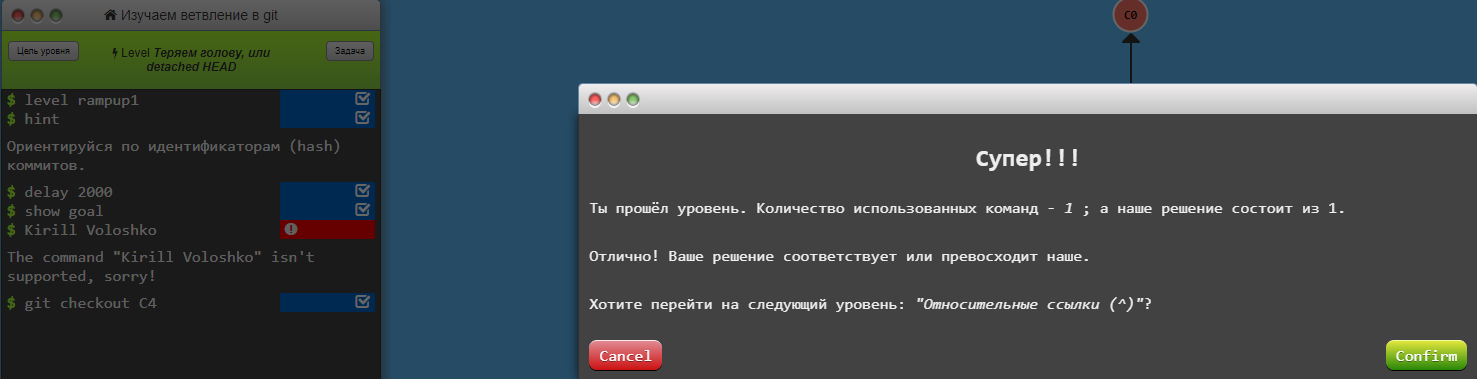 Изучаем ветвление в git
Цель уровня
Level Теряем голову, или
detached HEAD
Задача
$ level rampup1
$ hint
Ориентируйся по идентификаторам (hash)
коммитов.
$ delay 2000
$ show goal
$ Kirill Voloshko
The command "Kirill Voloshko" isn't
supported, sorry!
$ git checkout C4
C0
Супер!!!
Ты прошёл уровень. Количество использованных команд - 1 ; а наше решение состоит из 1.
Отлично! Ваше решение соответствует или превосходит наше.
Хотите перейти на следующий уровень: "Относительные ссылки (^)"?
Cancel
Confirm